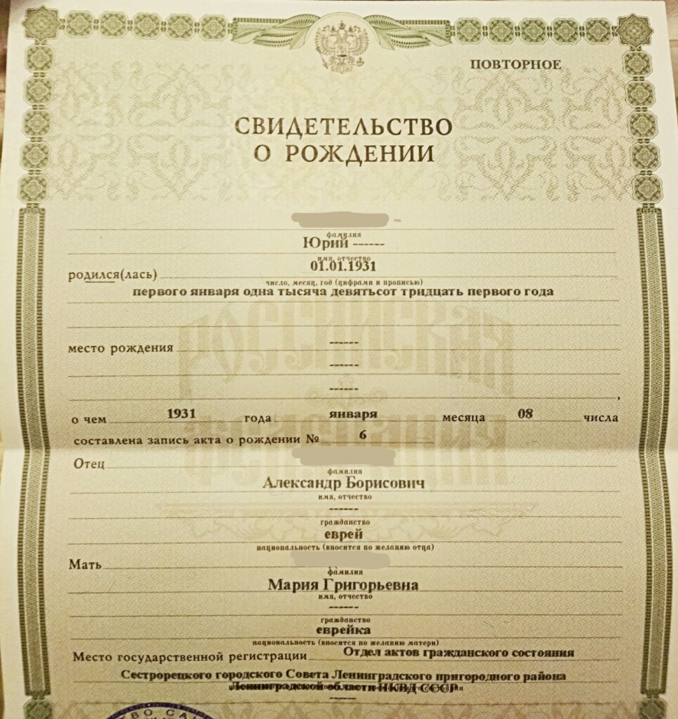 ПОВТОРНОЕ
СВИДЕТЕЛЬСТВО
О РОЖДЕНИИ
фамилия
Юрий ------
имя, отчество
родился(лась) 01.01.1931
число, месяц, год (цифрами и прописью)
первого января одна тысяча девятьсот тридцать первого года
место рождения ------
------
------
о чем 1931 года января месяца 08 числа
составлена запись акта о рождении № 6
Отец
фамилия
Александр Борисович
имя, отчество
------
гражданство
еврей
национальность (вносится по желанию отца)
Мать
фамилия
Мария Григорьевна
имя, отчество
------
гражданство
еврейка
национальность (вносится по желанию матери)
Место государственной регистрации Отдел актов гражданского состояния
Сестрорецкого городского Совета Ленинградского пригородного района
Ленинградской области НКВД СССР
------